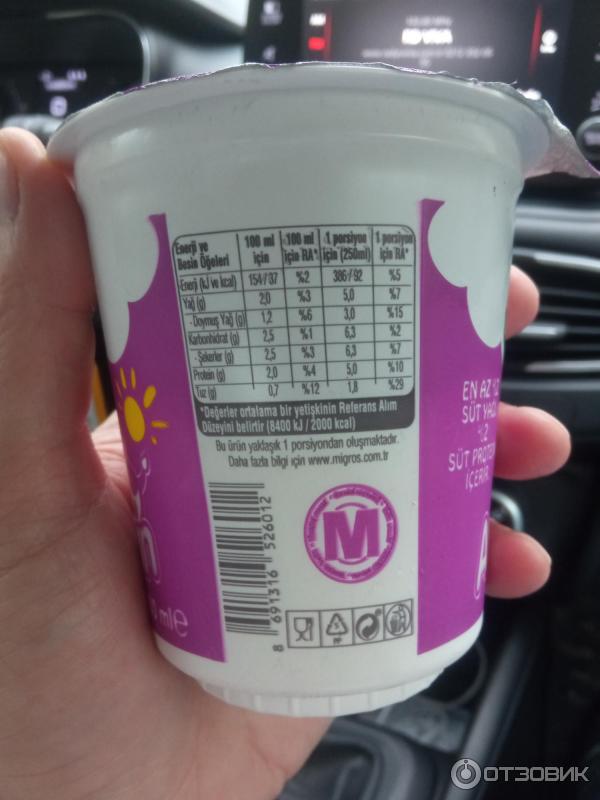 Enerji ve Besin Öğeleri | 100 ml için | 100 ml için RA* | 1 porsiyon için (250ml) | 1 porsiyon için RA*
Enerji (kJ ve kcal) | 154/37 | %2 | 386/92 | %5
Yağ (g) | 2,0 | %3 | 5,0 | %7
- Doymuş Yağ (g) | 1,2 | %6 | 3,0 | %15
Karbonhidrat (g) | 2,5 | %1 | 6,3 | %2
- Şekerler (g) | 2,5 | %3 | 6,3 | %7
Protein (g) | 2,0 | %4 | 5,0 | %10
Tuz (g) | 0,7 | %12 | 1,8 | %29
*Değerler ortalama bir yetişkinin Referans Alım
Düzeyini belirtir (8400 kJ / 2000 kcal)
Bu ürün yaklaşık 1 porsiyondan oluşmaktadır.
Daha fazla bilgi için www.migros.com.tr
8 691316 526012
M
PP
EN AZ
SÜT YAĞI
%2
SÜT PROTEİNİ
İÇERİR.
ml e
ОТЗОВИК